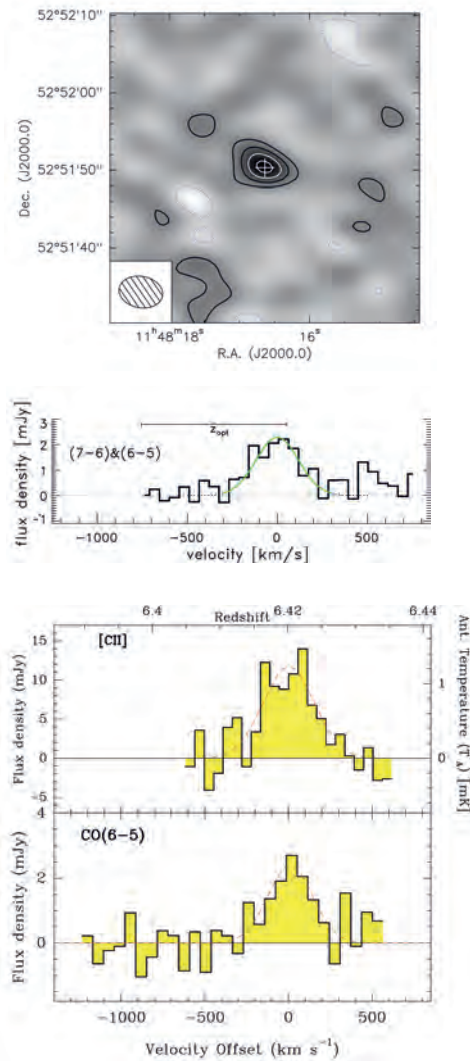 52°52'10"
52°52'00"
52°51'50"
52°51'40"
Dec. (J2000.0)
11ʰ48ᵐ18ˢ 16ˢ
R.A. (J2000.0)
3
2
1
0
-1
flux density [mJy]
z_opt
(7-6)&(6-5)
-1000 -500 0 500
velocity [km/s]
6.4 Redshift 6.42 6.44
[CII]
15
10
5
0
-5
Flux density (mJy)
1
0
Ant. Temperature (T_A) [mK]
4
2
0
Flux density (mJy)
CO(6-5)
-1000 -500 0 500
Velocity Offset (km s⁻¹)